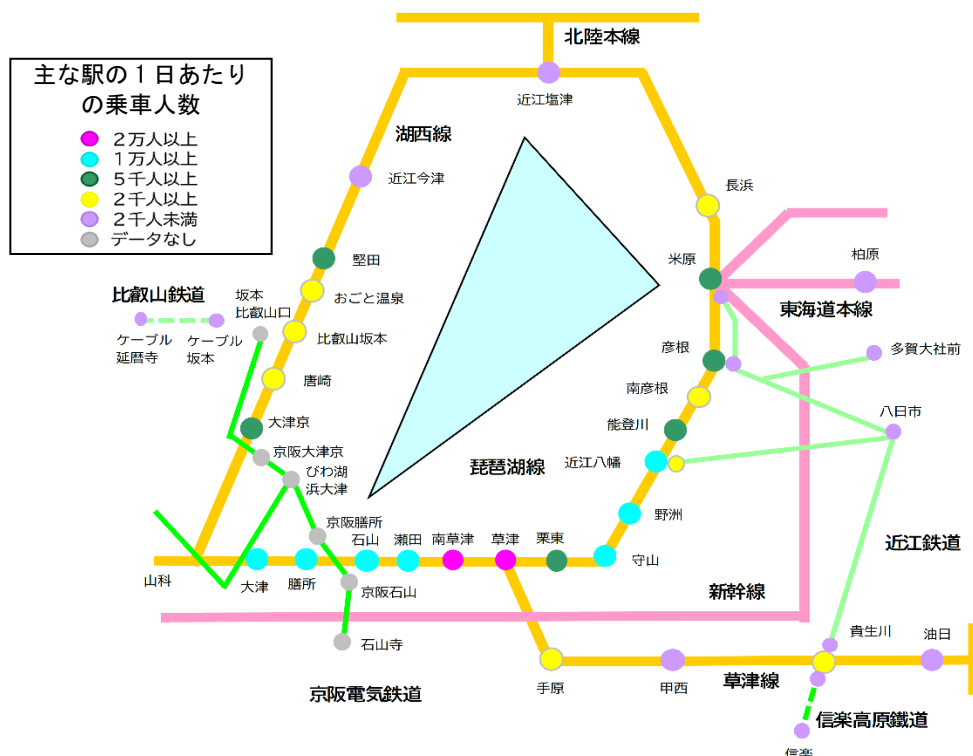 北陸本線
主な駅の１日あたり
の乗車人数
２万人以上
１万人以上
５千人以上
２千人以上
２千人未満
データなし
近江塩津
湖西線
近江今津
長浜
堅田
米原
柏原
東海道本線
おごと温泉
比叡山鉄道
坂本
比叡山口
ケーブル
延暦寺
ケーブル
坂本
比叡山坂本
唐崎
彦根
多賀大社前
南彦根
八日市
大津京
能登川
京阪大津京
びわ湖
浜大津
琵琶湖線
近江八幡
野洲
京阪膳所
石山
瀬田
南草津
草津
栗東
守山
近江鉄道
山科
大津
膳所
京阪石山
新幹線
石山寺
貴生川
油日
京阪電気鉄道
手原
甲西
草津線
信楽高原鐵道
信楽